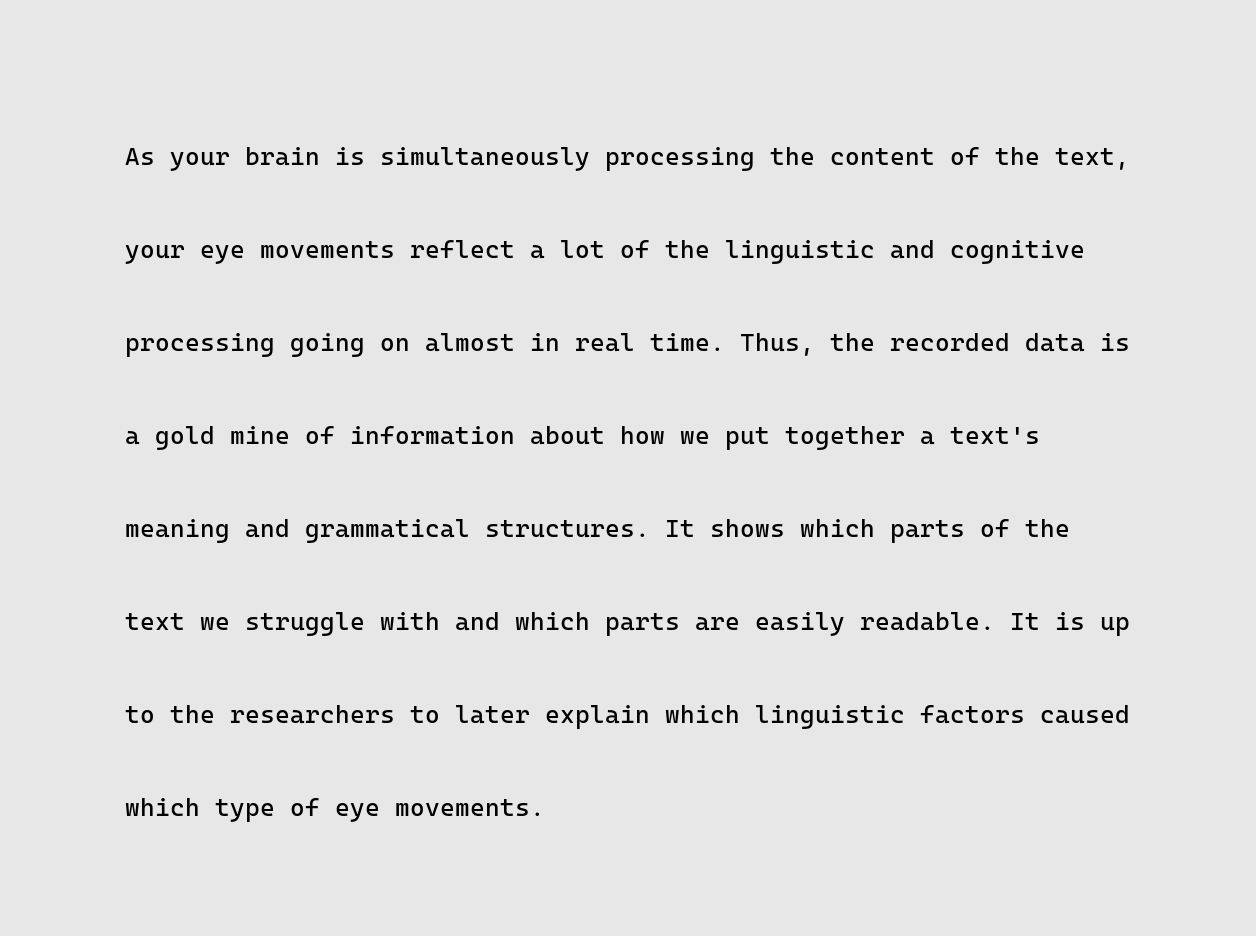 As your brain is simultaneously processing the content of the text,
your eye movements reflect a lot of the linguistic and cognitive
processing going on almost in real time. Thus, the recorded data is
a gold mine of information about how we put together a text's
meaning and grammatical structures. It shows which parts of the
text we struggle with and which parts are easily readable. It is up
to the researchers to later explain which linguistic factors caused
which type of eye movements.